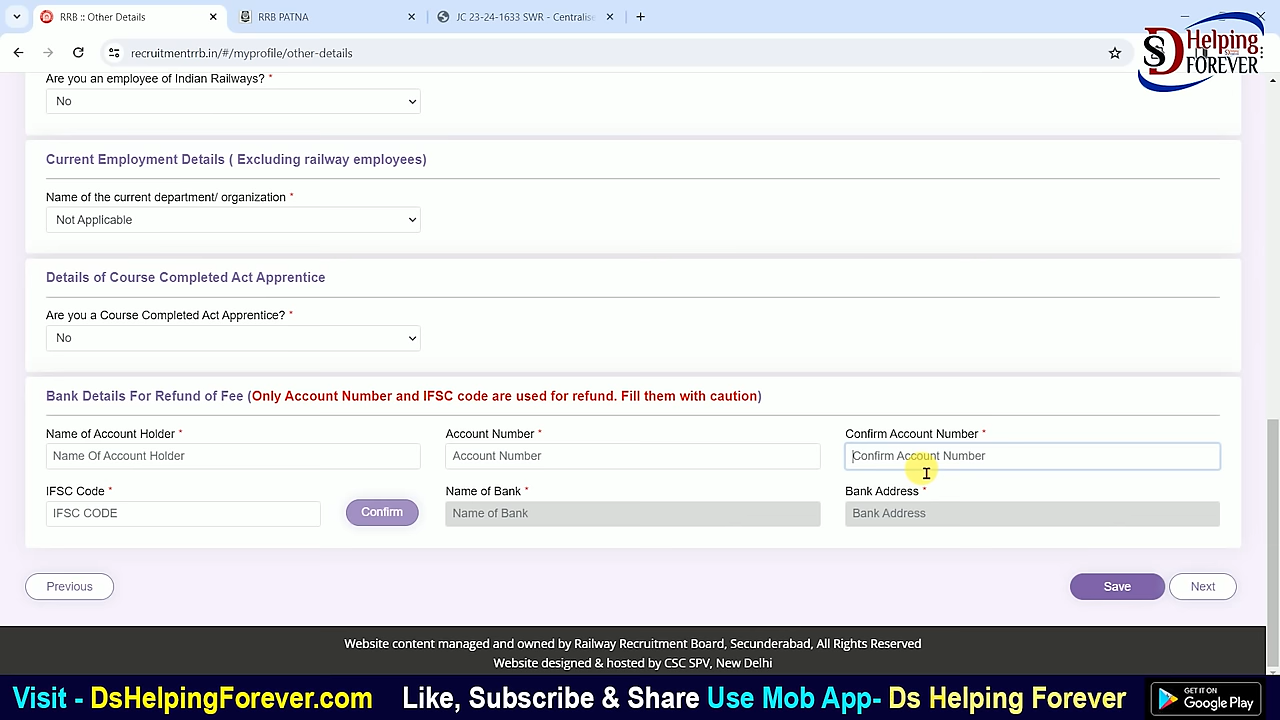 RRB :: Other Details
RRB PATNA
JC 23-24-1633 SWR - Centralise
recruitmentrrb.in/#/myprofile/other-details
DS Helping
FOREVER
Are you an employee of Indian Railways? *
No
Current Employment Details ( Excluding railway employees)
Name of the current department/ organization *
Not Applicable
Details of Course Completed Act Apprentice
Are you a Course Completed Act Apprentice? *
No
Bank Details For Refund of Fee (Only Account Number and IFSC code are used for refund. Fill them with caution)
Name of Account Holder * Account Number * Confirm Account Number *
Name Of Account Holder Account Number Confirm Account Number
IFSC Code * Name of Bank * Bank Address *
IFSC CODE Confirm Name of Bank Bank Address
Previous Save Next
Website content managed and owned by Railway Recruitment Board, Secunderabad, All Rights Reserved
Website designed & hosted by CSC SPV, New Delhi
Visit - DsHelpingForever.com Like, Subscribe & Share Use Mob App- Ds Helping Forever
GET IT ON
Google Play